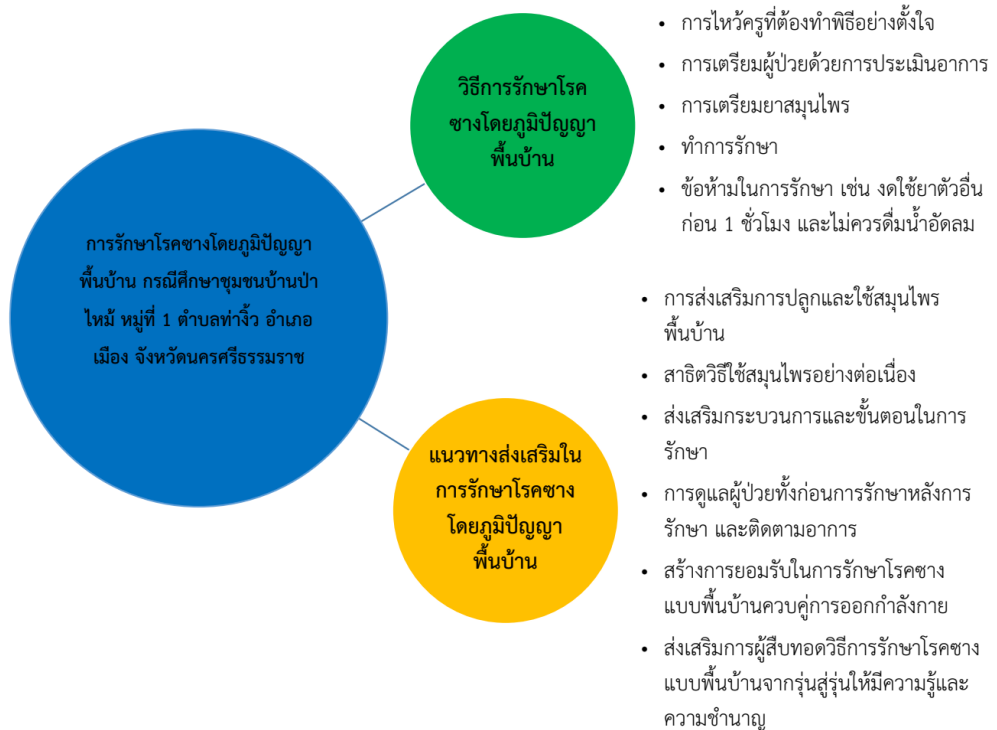 การรักษาโรคซางโดยภูมิปัญญา
พื้นบ้าน กรณีศึกษาชุมชนบ้านป่า
ไหม้ หมู่ที่ 1 ตำบลท่างิ้ว อำเภอ
เมือง จังหวัดนครศรีธรรมราช
วิธีการรักษาโรค
ซางโดยภูมิปัญญา
พื้นบ้าน
• การไหว้ครูที่ต้องทำพิธีอย่างตั้งใจ
• การเตรียมผู้ป่วยด้วยการประเมินอาการ
• การเตรียมยาสมุนไพร
• ทำการรักษา
• ข้อห้ามในการรักษา เช่น งดใช้ยาตัวอื่น
ก่อน 1 ชั่วโมง และไม่ควรดื่มน้ำอัดลม
แนวทางส่งเสริมใน
การรักษาโรคซาง
โดยภูมิปัญญา
พื้นบ้าน
• การส่งเสริมการปลูกและใช้สมุนไพร
พื้นบ้าน
• สาธิตวิธีใช้สมุนไพรอย่างต่อเนื่อง
• ส่งเสริมกระบวนการและขั้นตอนในการ
รักษา
• การดูแลผู้ป่วยทั้งก่อนการรักษาหลังการ
รักษา และติดตามอาการ
• สร้างการยอมรับในการรักษาโรคซาง
แบบพื้นบ้านควบคู่การออกกำลังกาย
• ส่งเสริมการผู้สืบทอดวิธีการรักษาโรคซาง
แบบพื้นบ้านจากรุ่นสู่รุ่นให้มีความรู้และ
ความชำนาญ